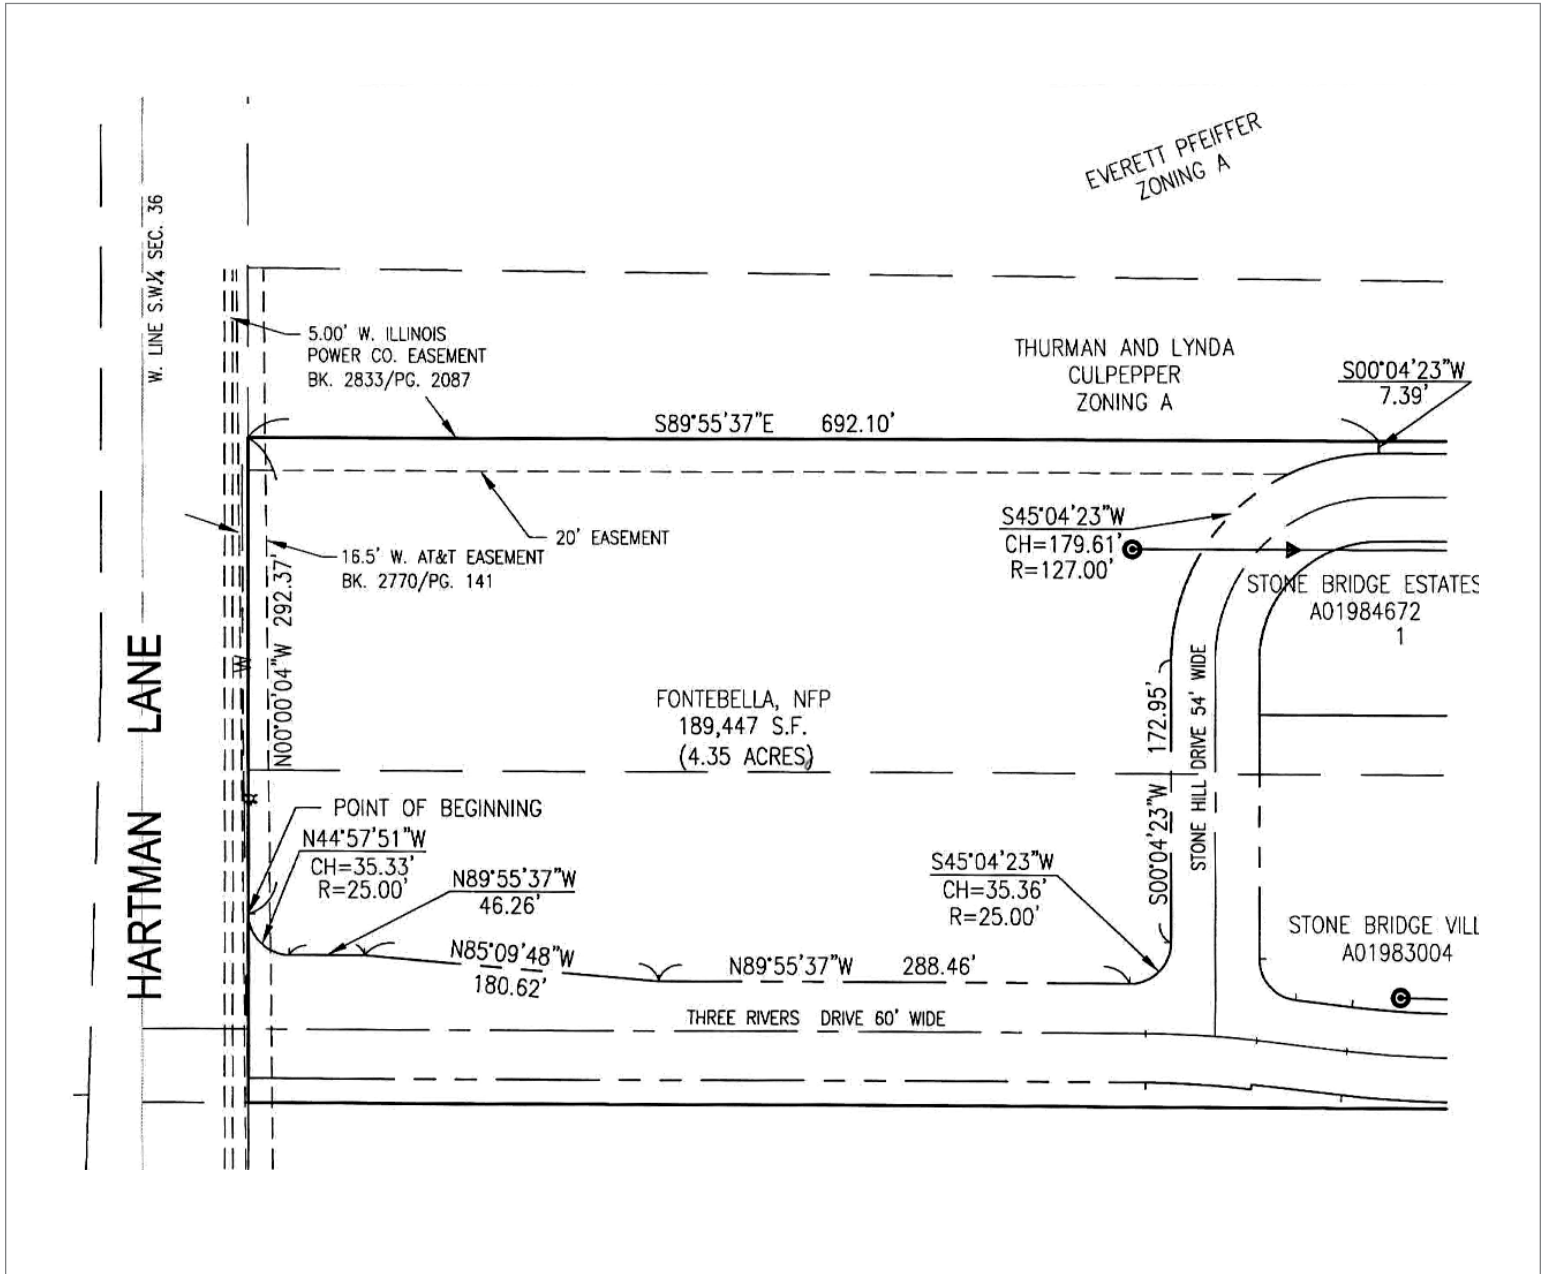 EVERETT PFEIFFER
ZONING A
W. LINE S.W.¼ SEC. 36
5.00' W. ILLINOIS
POWER CO. EASEMENT
BK. 2833/PG. 2087
THURMAN AND LYNDA
CULPEPPER
ZONING A
S00°04'23"W
7.39'
S89°55'37"E 692.10'
S45°04'23"W
CH=179.61'
R=127.00'
20' EASEMENT
16.5' W. AT&T EASEMENT
BK. 2770/PG. 141
N00°00'04"W 292.37'
STONE BRIDGE ESTATES
A01984672
1
HARTMAN LANE
W
FONTEBELLA, NFP
189,447 S.F.
(4.35 ACRES)
S00°04'23"W 172.95'
STONE HILL DRIVE 54' WIDE
POINT OF BEGINNING
N44°57'51"W
CH=35.33'
R=25.00'
N89°55'37"W
46.26'
S45°04'23"W
CH=35.36'
R=25.00'
N85°09'48"W
180.62'
N89°55'37"W 288.46'
STONE BRIDGE VILL
A01983004
C
C
THREE RIVERS DRIVE 60' WIDE